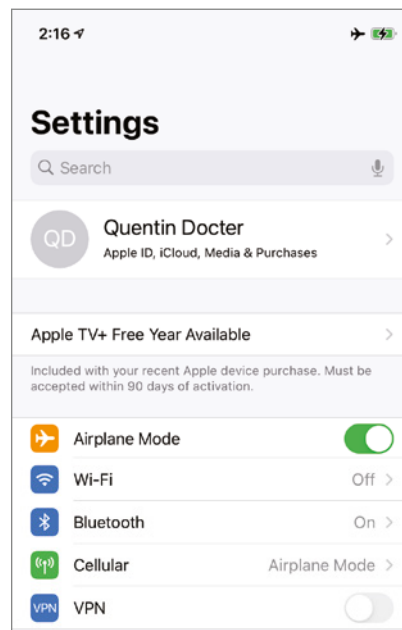 2:16
Settings
Search
QD
Quentin Docter
Apple ID, iCloud, Media & Purchases
Apple TV+ Free Year Available
Included with your recent Apple device purchase. Must be
accepted within 90 days of activation.
Airplane Mode
Wi-Fi Off
Bluetooth On
Cellular Airplane Mode
VPN VPN